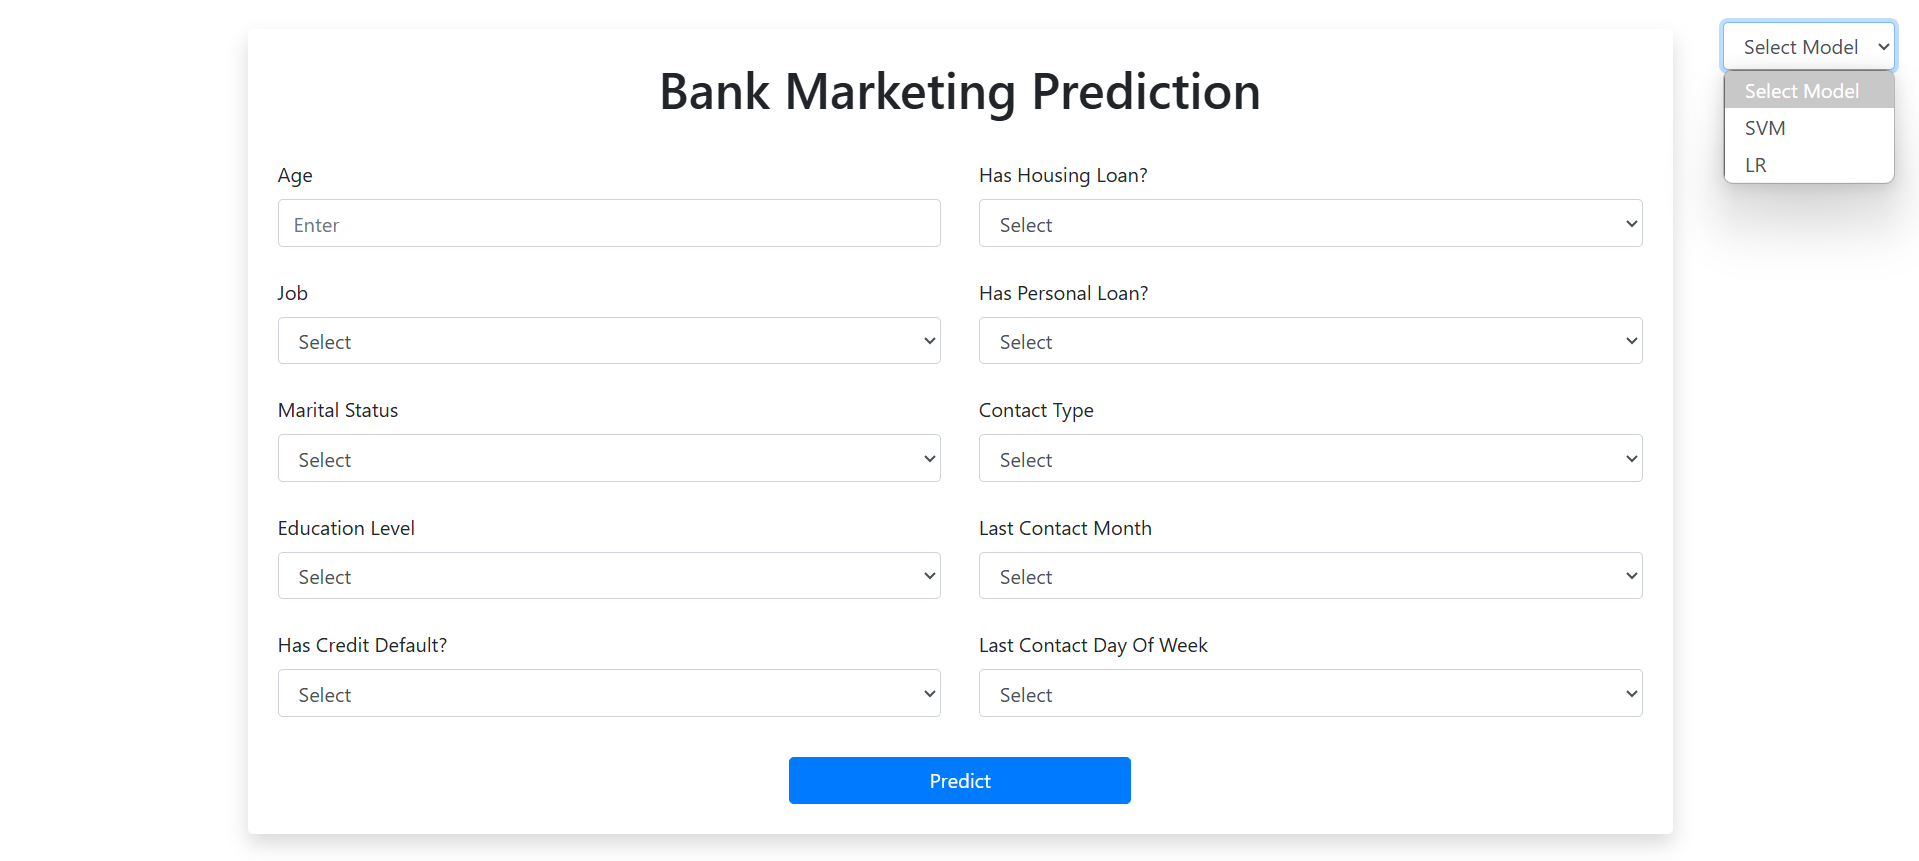 Bank Marketing Prediction
Age
Enter
Job
Select
Marital Status
Select
Education Level
Select
Has Credit Default?
Select
Has Housing Loan?
Select
Has Personal Loan?
Select
Contact Type
Select
Last Contact Month
Select
Last Contact Day Of Week
Select
Predict
Select Model
Select Model
SVM
LR